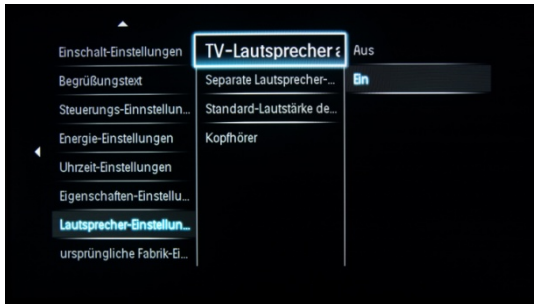 Einschalt-Einstellungen
Begrüßungstext
Steuerungs-Einnstellun...
Energie-Einstellungen
Uhrzeit-Einstellungen
Eigenschaften-Einstellu...
Lautsprecher-Einstellun...
ursprüngliche Fabrik-Ei...
TV-Lautsprecher a
Separate Lautsprecher-...
Standard-Lautstärke de...
Kopfhörer
Aus
Ein